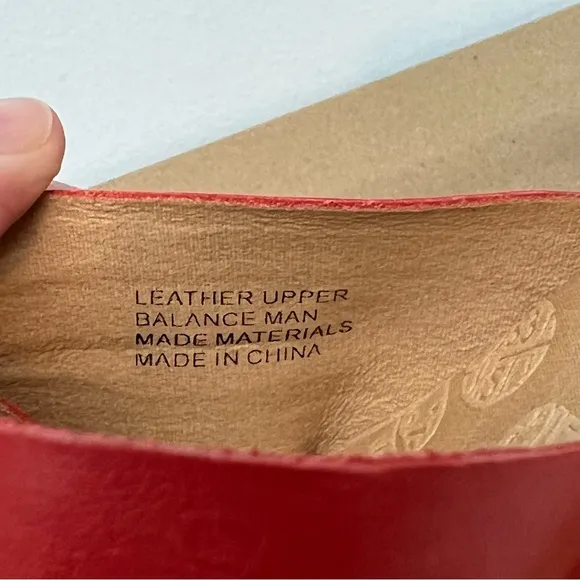 LEATHER UPPER
BALANCE MAN
MADE MATERIALS
MADE IN CHINA